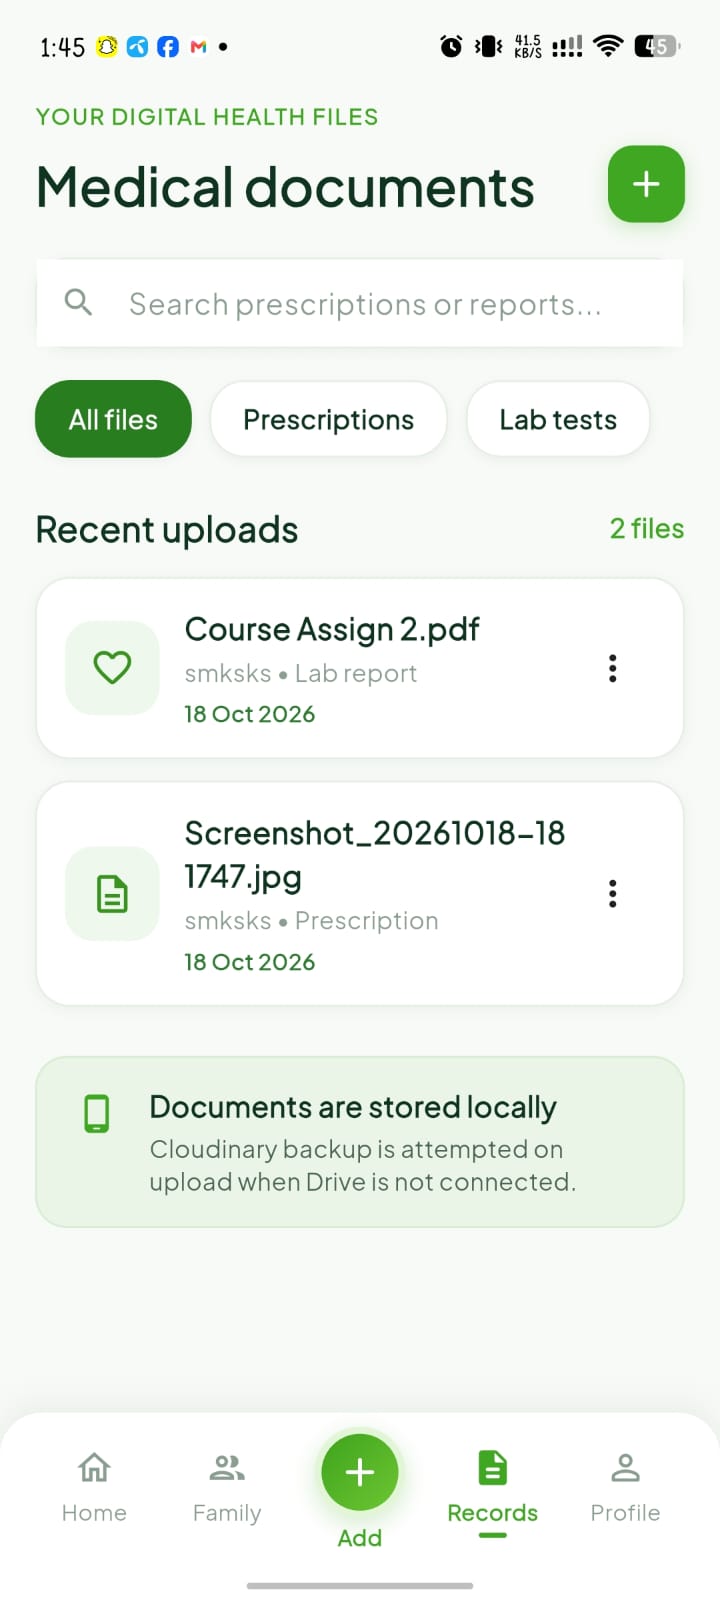 1:45
41.5
KB/S
45
YOUR DIGITAL HEALTH FILES
Medical documents
Search prescriptions or reports...
All files
Prescriptions
Lab tests
Recent uploads
2 files
Course Assign 2.pdf
smksks • Lab report
18 Oct 2026
Screenshot_20261018-18
1747.jpg
smksks • Prescription
18 Oct 2026
Documents are stored locally
Cloudinary backup is attempted on
upload when Drive is not connected.
Home
Family
Add
Records
Profile